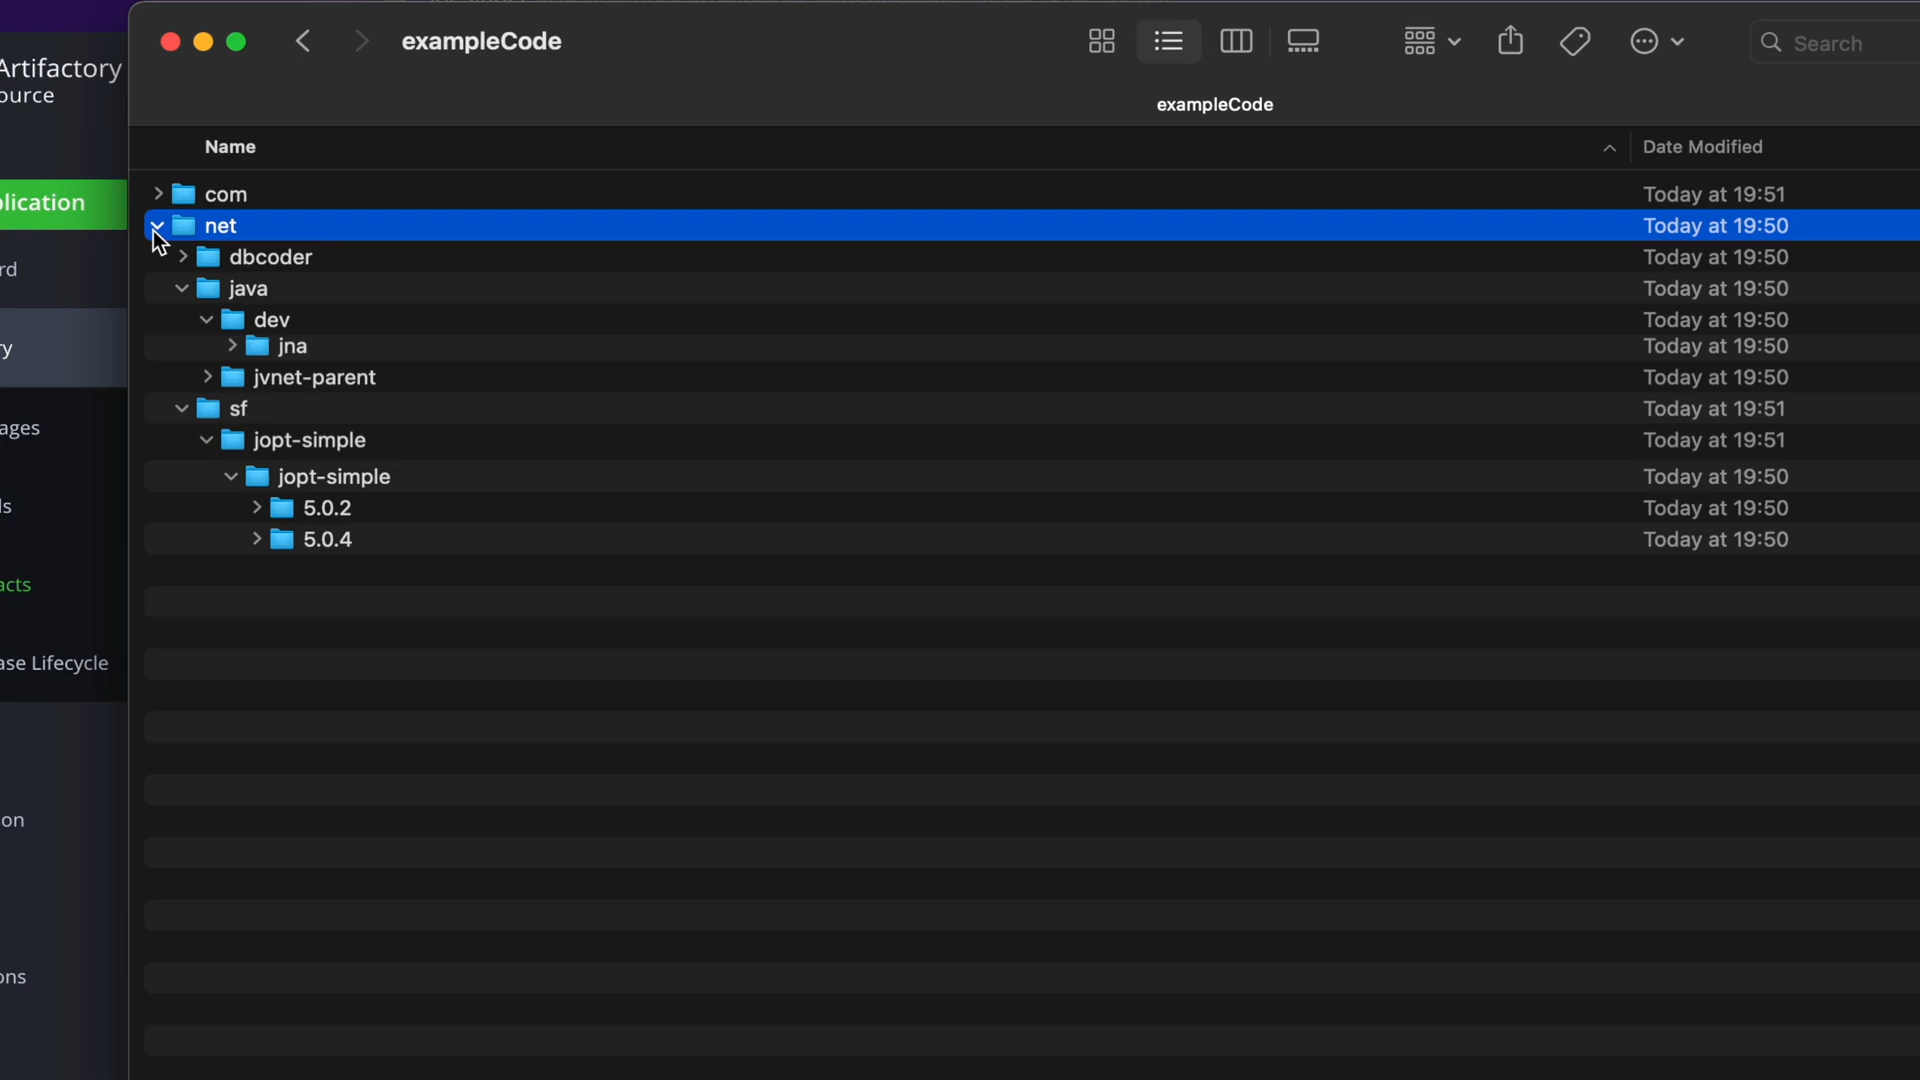 exampleCode
Search
exampleCode
Name
Date Modified
com
Today at 19:51
net
Today at 19:50
dbcoder
Today at 19:50
java
Today at 19:50
dev
Today at 19:50
jna
Today at 19:50
jvnet-parent
Today at 19:50
sf
Today at 19:51
jopt-simple
Today at 19:51
jopt-simple
Today at 19:50
5.0.2
Today at 19:50
5.0.4
Today at 19:50
Artifactory
ource
lication
rd
ry
ages
ls
acts
ase Lifecycle
on
ons